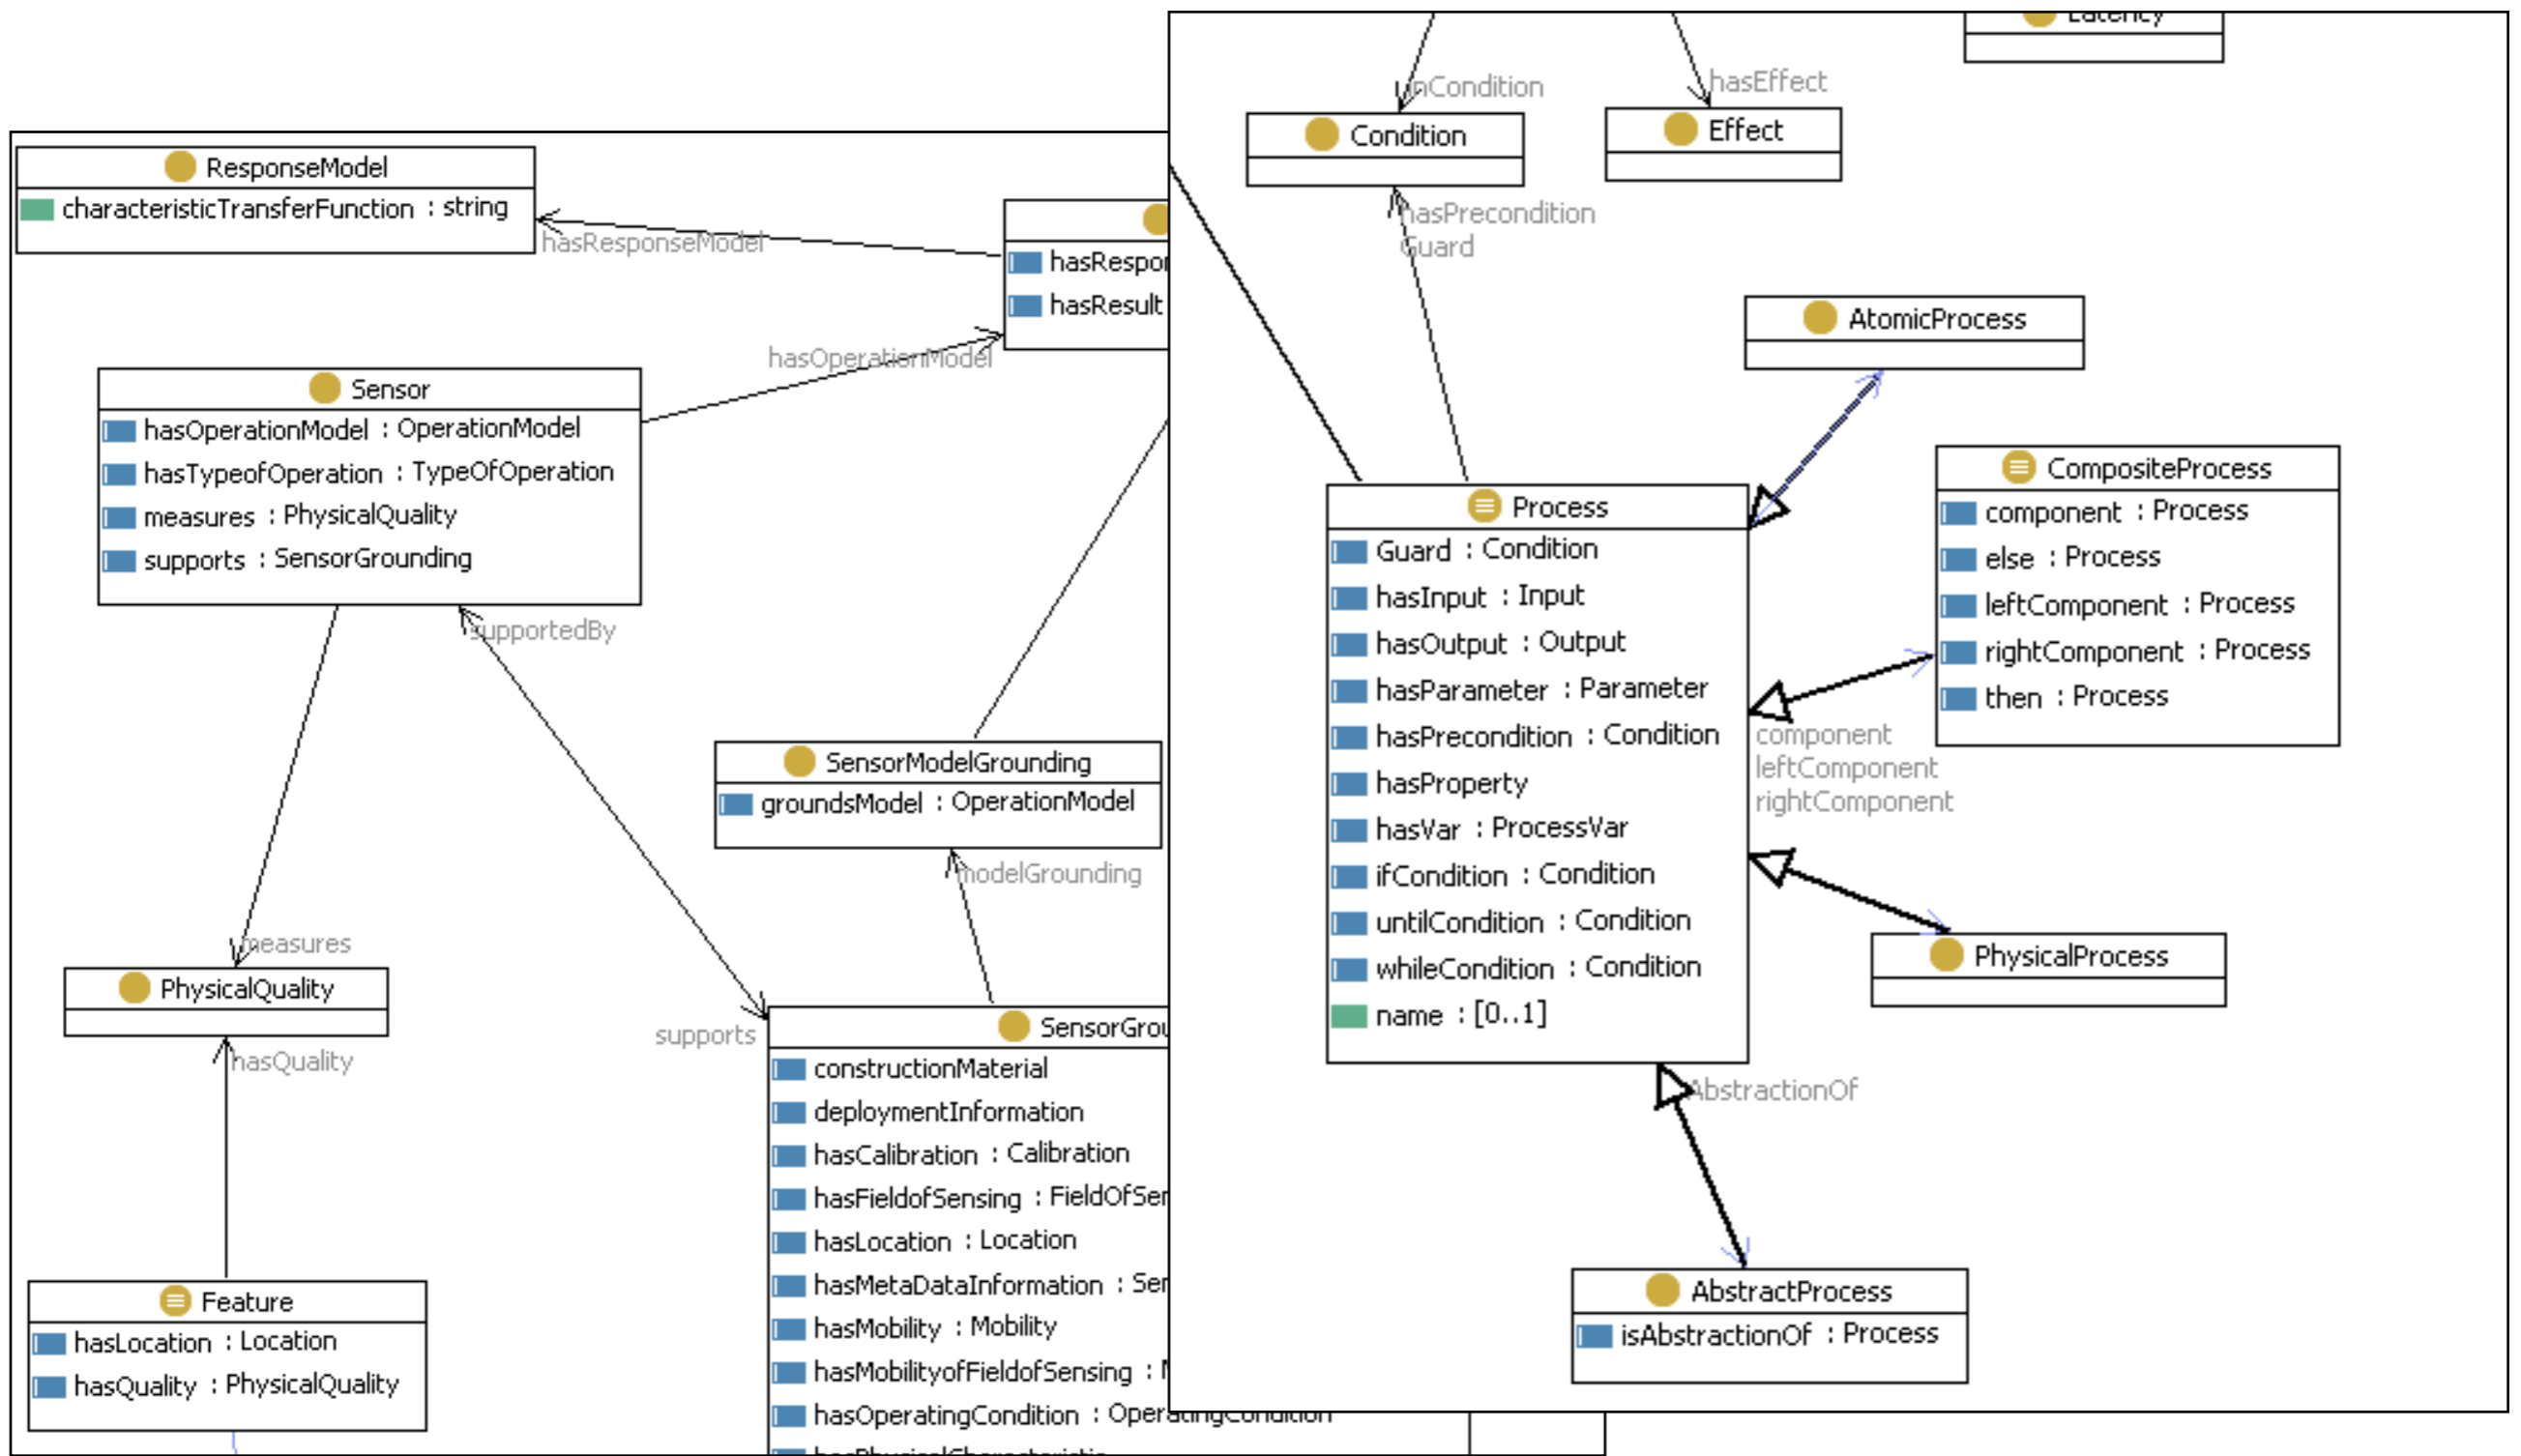 ResponseModel
characteristicTransferFunction : string
hasResponseModel
hasResult
hasOperationModel
Sensor
hasOperationModel : OperationModel
hasTypeofOperation : TypeOfOperation
measures : PhysicalQuality
supports : SensorGrounding
supportedBy
SensorModelGrounding
groundsModel : OperationModel
modelGrounding
measures
PhysicalQuality
hasQuality
supports
constructionMaterial
deploymentInformation
hasCalibration : Calibration
hasFieldofSensing :
hasLocation : Location
hasMetaDataInformation :
hasMobility : Mobility
hasMobilityofFieldofSensing :
hasOperatingCondition : OperatingCondition
Feature
hasLocation : Location
hasQuality : PhysicalQuality
Latency
inCondition
hasEffect
Condition
Effect
hasPrecondition
Guard
AtomicProcess
Process
Guard : Condition
hasInput : Input
hasOutput : Output
hasParameter : Parameter
hasPrecondition : Condition
hasProperty
hasVar : ProcessVar
ifCondition : Condition
untilCondition : Condition
whileCondition : Condition
name : [0..1]
CompositeProcess
component : Process
else : Process
leftComponent : Process
rightComponent : Process
then : Process
component
leftComponent
rightComponent
PhysicalProcess
AbstractionOf
AbstractProcess
isAbstractionOf : Process